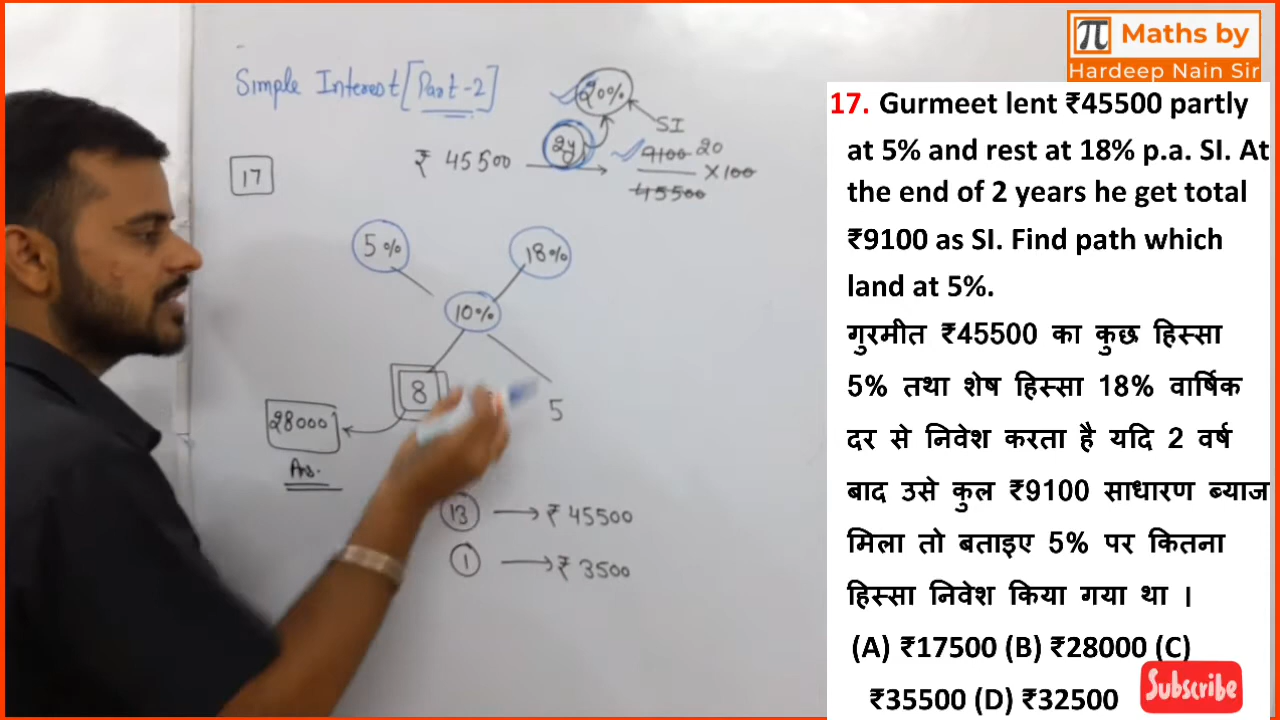 Maths by
Hardeep Nain Sir
Simple Interest [Part-2]
20%
SI
17
₹ 45500
2y
9100 20
45500
×100
5%
18%
10%
8
5
28000
Ans.
13 → ₹ 45500
1 → ₹ 3500
17. Gurmeet lent ₹45500 partly
at 5% and rest at 18% p.a. SI. At
the end of 2 years he get total
₹9100 as SI. Find path which
land at 5%.
गुरमीत ₹45500 का कुछ हिस्सा
5% तथा शेष हिस्सा 18% वार्षिक
दर से निवेश करता है यदि 2 वर्ष
बाद उसे कुल ₹9100 साधारण ब्याज
मिला तो बताइए 5% पर कितना
हिस्सा निवेश किया गया था ।
(A) ₹17500 (B) ₹28000 (C)
₹35500 (D) ₹32500
Subscribe